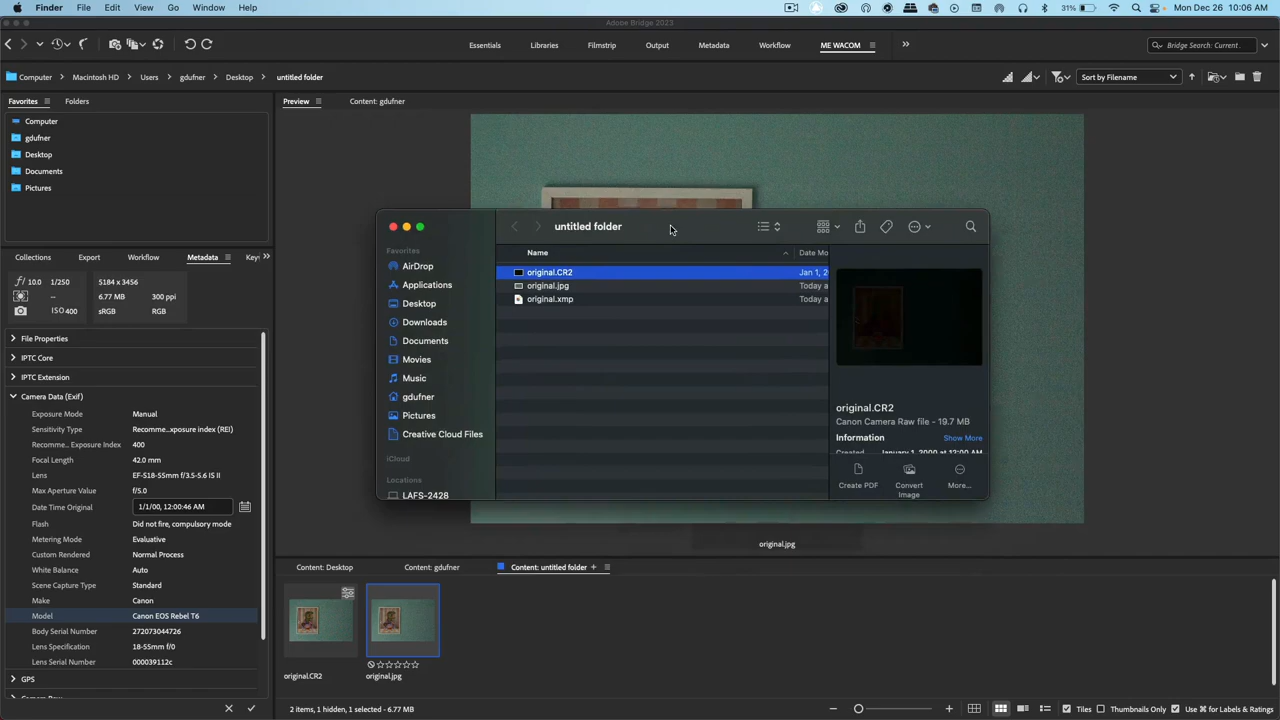 Finder File Edit View Go Window Help Mon Dec 26 10:06 AM
Adobe Bridge 2023
Essentials Libraries Filmstrip Output Metadata Workflow ME WACOM Bridge Search: Current
Computer Macintosh HD Users gdufner Desktop untitled folder Sort by Filename
Favorites Folders Preview Content: gdufner
Computer
gdufner
Desktop
Documents
Pictures
Collections Export Workflow Metadata
f/ 10.0 1/250
--
ISO400
5184 x 3456
6.77 MB 300 ppi
sRGB RGB
File Properties
IPTC Core
IPTC Extension
Camera Data (Exif)
Exposure Mode Manual
Sensitivity Type Recomme...xposure index (REI)
Recomme... Exposure Index 400
Focal Length 42.0 mm
Lens EF-S18-55mm f/3.5-5.6 IS II
Max Aperture Value f/5.0
Date Time Original 1/1/00, 12:00:46 AM
Flash Did not fire, compulsory mode
Metering Mode Evaluative
Custom Rendered Normal Process
White Balance Auto
Scene Capture Type Standard
Make Canon
Model Canon EOS Rebel T6
Body Serial Number 272073044726
Lens Specification 18-55mm f/0
Lens Serial Number 000039112c
GPS
untitled folder
Favorites
AirDrop
Applications
Desktop
Downloads
Documents
Movies
Music
gdufner
Pictures
Creative Cloud Files
iCloud
Locations
LAFS-2428
Name Date Mo
original.CR2 Jan 1, 2
original.jpg Today a
original.xmp Today a
original.CR2
Canon Camera Raw file - 19.7 MB
Information Show More
Created January 1, 2000 at 12:00 AM
Create PDF Convert Image More...
original.jpg
Content: Desktop Content: gdufner Content: untitled folder
original.CR2 original.jpg
2 items, 1 hidden, 1 selected - 6.77 MB Tiles Thumbnails Only Use ⌘ for Labels & Ratings